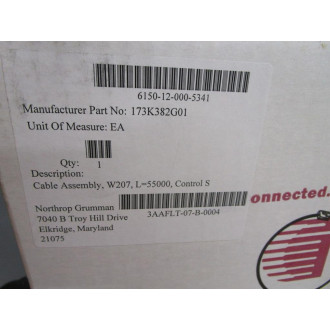 6150-12-000-5341
Manufacturer Part No: 173K382G01
Unit Of Measure: EA
Qty: 1
Description:
Cable Assembly, W207, L=55000, Control S
Northrop Grumman
7040 B Troy Hill Drive
Elkridge, Maryland
21075
3AAFLT-07-B-0004
onnected.